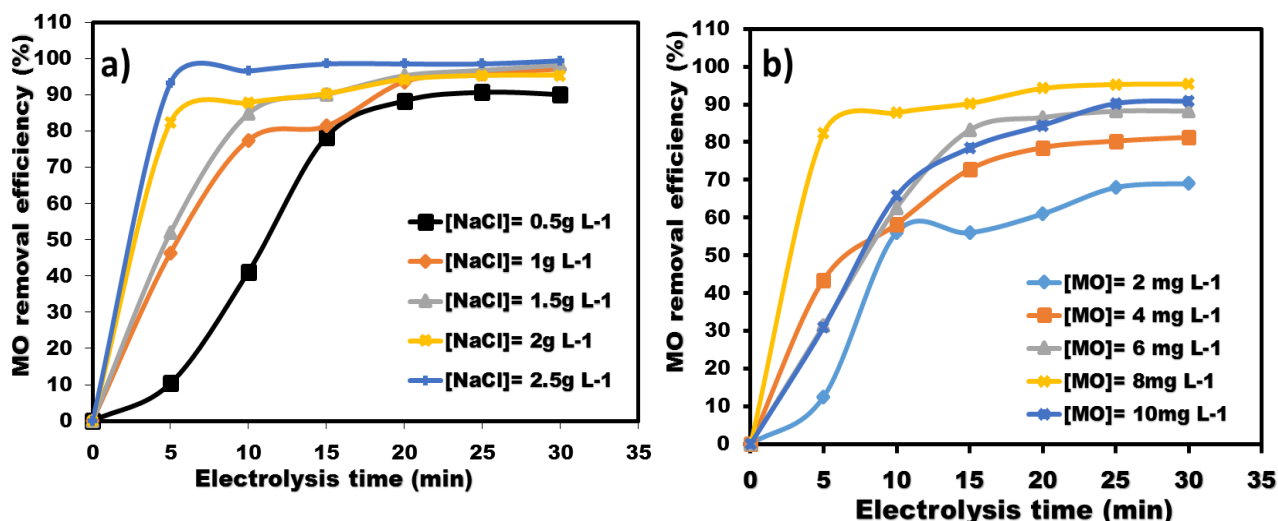 a)
MO removal efficiency (%)
110
100
90
80
70
60
50
40
30
20
10
0
[NaCl]= 0.5g L-1
[NaCl]= 1g L-1
[NaCl]= 1.5g L-1
[NaCl]= 2g L-1
[NaCl]= 2.5g L-1
0 5 10 15 20 25 30 35
Electrolysis time (min)
b)
MO removal efficiency (%)
110
100
90
80
70
60
50
40
30
20
10
0
[MO]= 2 mg L-1
[MO]= 4 mg L-1
[MO]= 6 mg L-1
[MO]= 8mg L-1
[MO]= 10mg L-1
0 5 10 15 20 25 30 35
Electrolysis time (min)